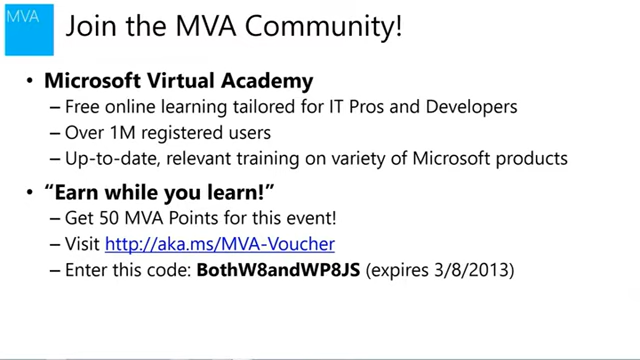 MVA
Join the MVA Community!
• Microsoft Virtual Academy
– Free online learning tailored for IT Pros and Developers
– Over 1M registered users
– Up-to-date, relevant training on variety of Microsoft products
• “Earn while you learn!”
– Get 50 MVA Points for this event!
– Visit http://aka.ms/MVA-Voucher
– Enter this code: BothW8andWP8JS (expires 3/8/2013)